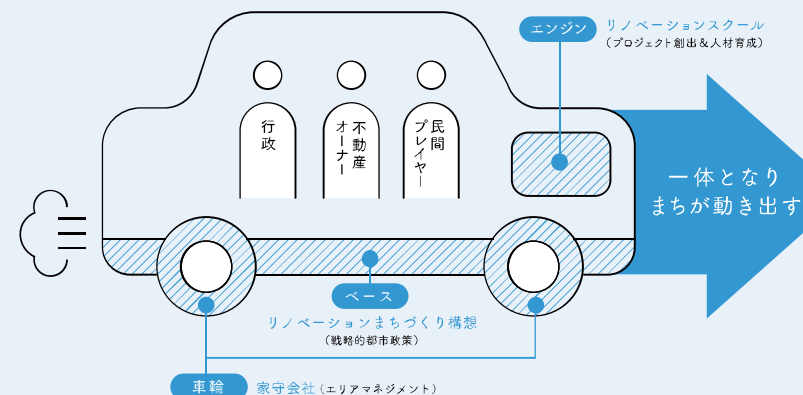 エンジン
リノベーションスクール
（プロジェクト創出＆人材育成）
行政
不動産
オーナー
民間
プレイヤー
一体となり
まちが動き出す
ベース
リノベーションまちづくり構想
（戦略的都市政策）
車輪
家守会社（エリアマネジメント）